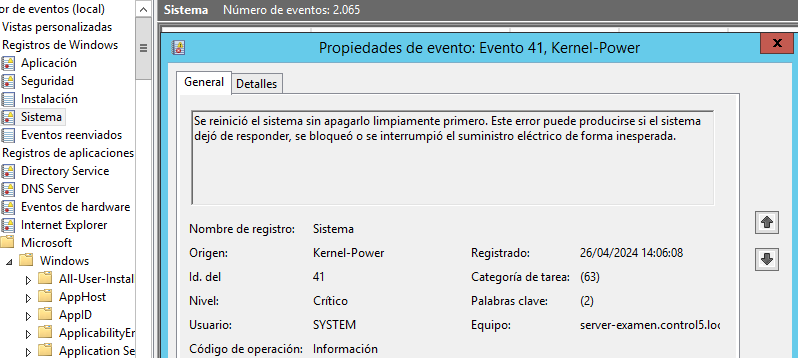 or de eventos (local)
Vistas personalizadas
Registros de Windows
Aplicación
Seguridad
Instalación
Sistema
Eventos reenviados
Registros de aplicaciones
Directory Service
DNS Server
Eventos de hardware
Internet Explorer
Microsoft
Windows
All-User-Instal
AppHost
AppID
ApplicabilityEr
Application Se
Sistema Número de eventos: 2.065
Propiedades de evento: Evento 41, Kernel-Power
x
General Detalles
Se reinició el sistema sin apagarlo limpiamente primero. Este error puede producirse si el sistema
dejó de responder, se bloqueó o se interrumpió el suministro eléctrico de forma inesperada.
Nombre de registro: Sistema
Origen: Kernel-Power Registrado: 26/04/2024 14:06:08
Id. del 41 Categoría de tarea: (63)
Nivel: Crítico Palabras clave: (2)
Usuario: SYSTEM Equipo: server-examen.control5.loc
Código de operación: Información